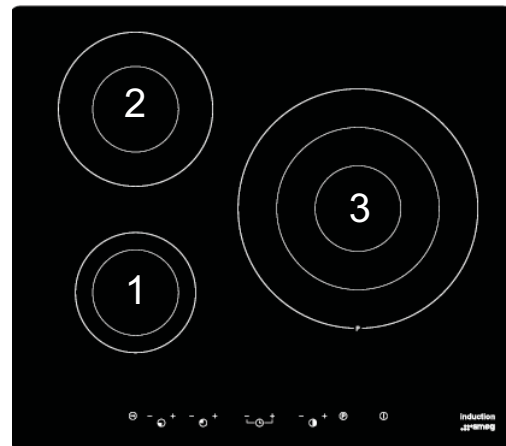 2
3
1
P
− + − + − + − + P
induction
smeg